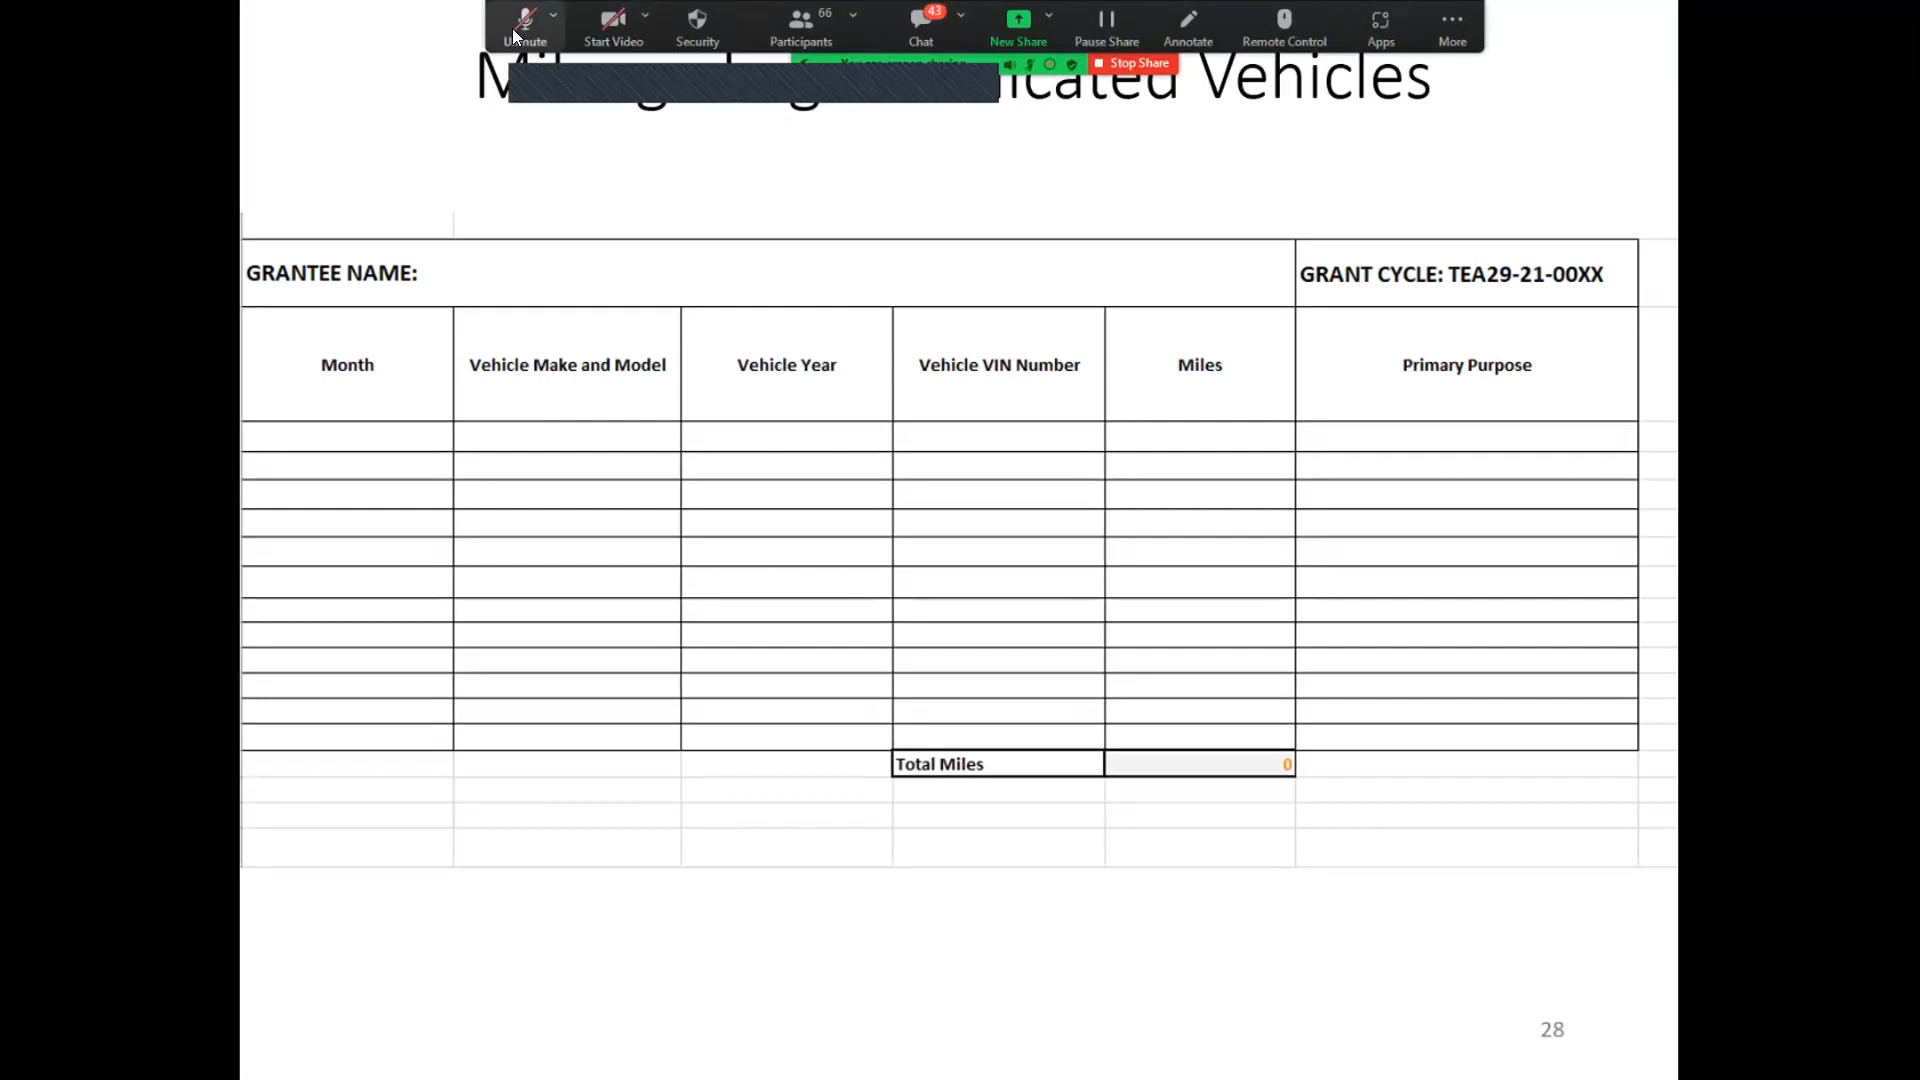 66
43
Unmute Start Video Security Participants Chat New Share Pause Share Annotate Remote Control Apps More
Stop Share
Vehicles
GRANTEE NAME: GRANT CYCLE: TEA29-21-00XX
Month Vehicle Make and Model Vehicle Year Vehicle VIN Number Miles Primary Purpose
Total Miles 0
28